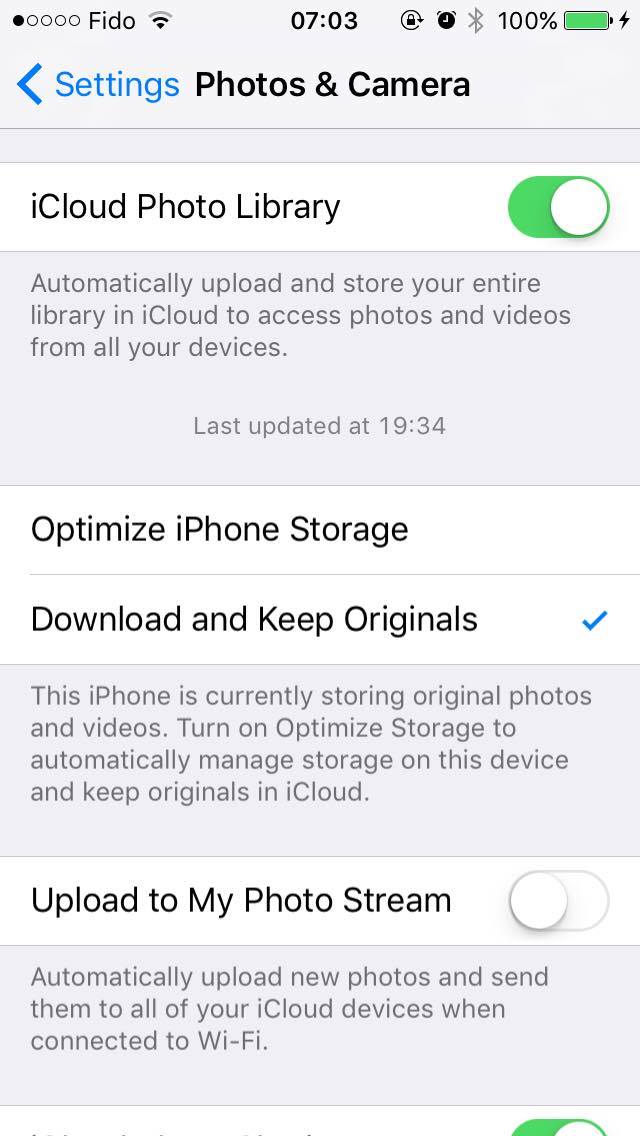 Fido 07:03 100%
Settings Photos & Camera
iCloud Photo Library
Automatically upload and store your entire
library in iCloud to access photos and videos
from all your devices.
Last updated at 19:34
Optimize iPhone Storage
Download and Keep Originals
This iPhone is currently storing original photos
and videos. Turn on Optimize Storage to
automatically manage storage on this device
and keep originals in iCloud.
Upload to My Photo Stream
Automatically upload new photos and send
them to all of your iCloud devices when
connected to Wi-Fi.